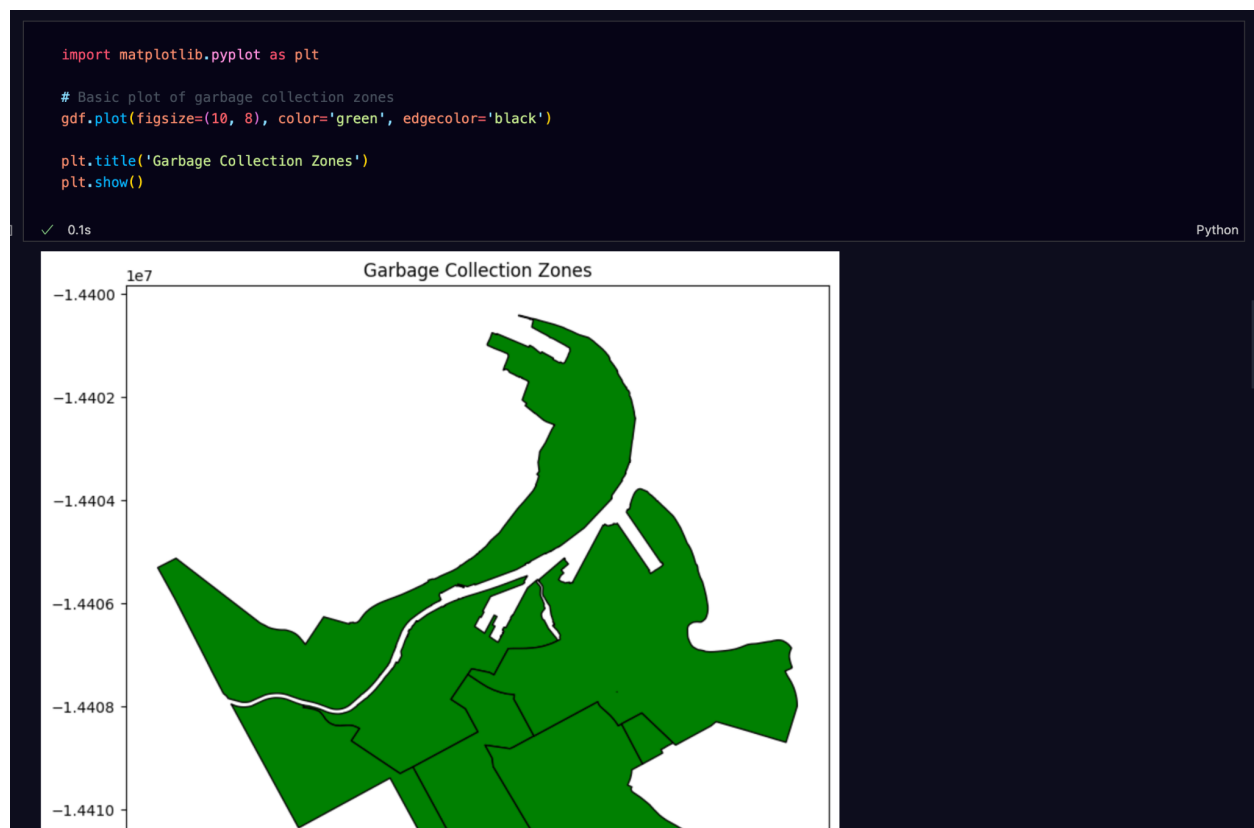 import matplotlib.pyplot as plt
# Basic plot of garbage collection zones
gdf.plot(figsize=(10, 8), color='green', edgecolor='black')
plt.title('Garbage Collection Zones')
plt.show()
✓ 0.1s
Python
Garbage Collection Zones
1e7
−1.4400
−1.4402
−1.4404
−1.4406
−1.4408
−1.4410